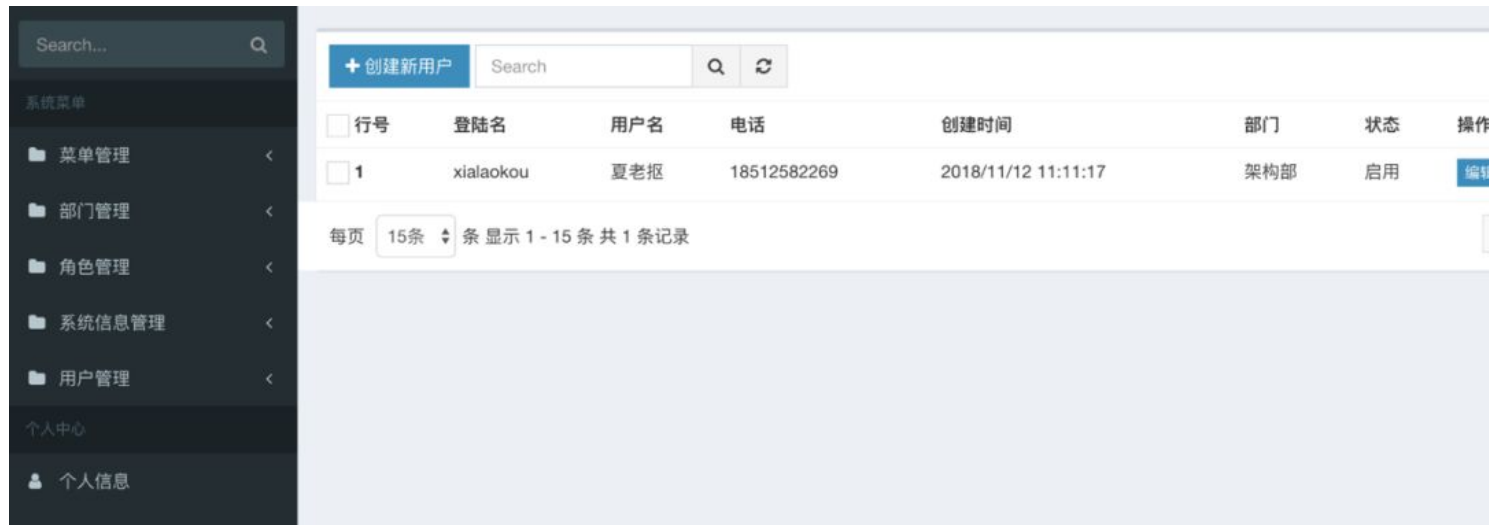 Search...
系统菜单
菜单管理
部门管理
角色管理
系统信息管理
用户管理
个人中心
个人信息
创建新用户 Search
行号 登陆名 用户名 电话 创建时间 部门 状态 操作
1 xialaokou 夏老抠 18512582269 2018/11/12 11:11:17 架构部 启用 编辑
每页 15条 条 显示 1 - 15 条 共 1 条记录